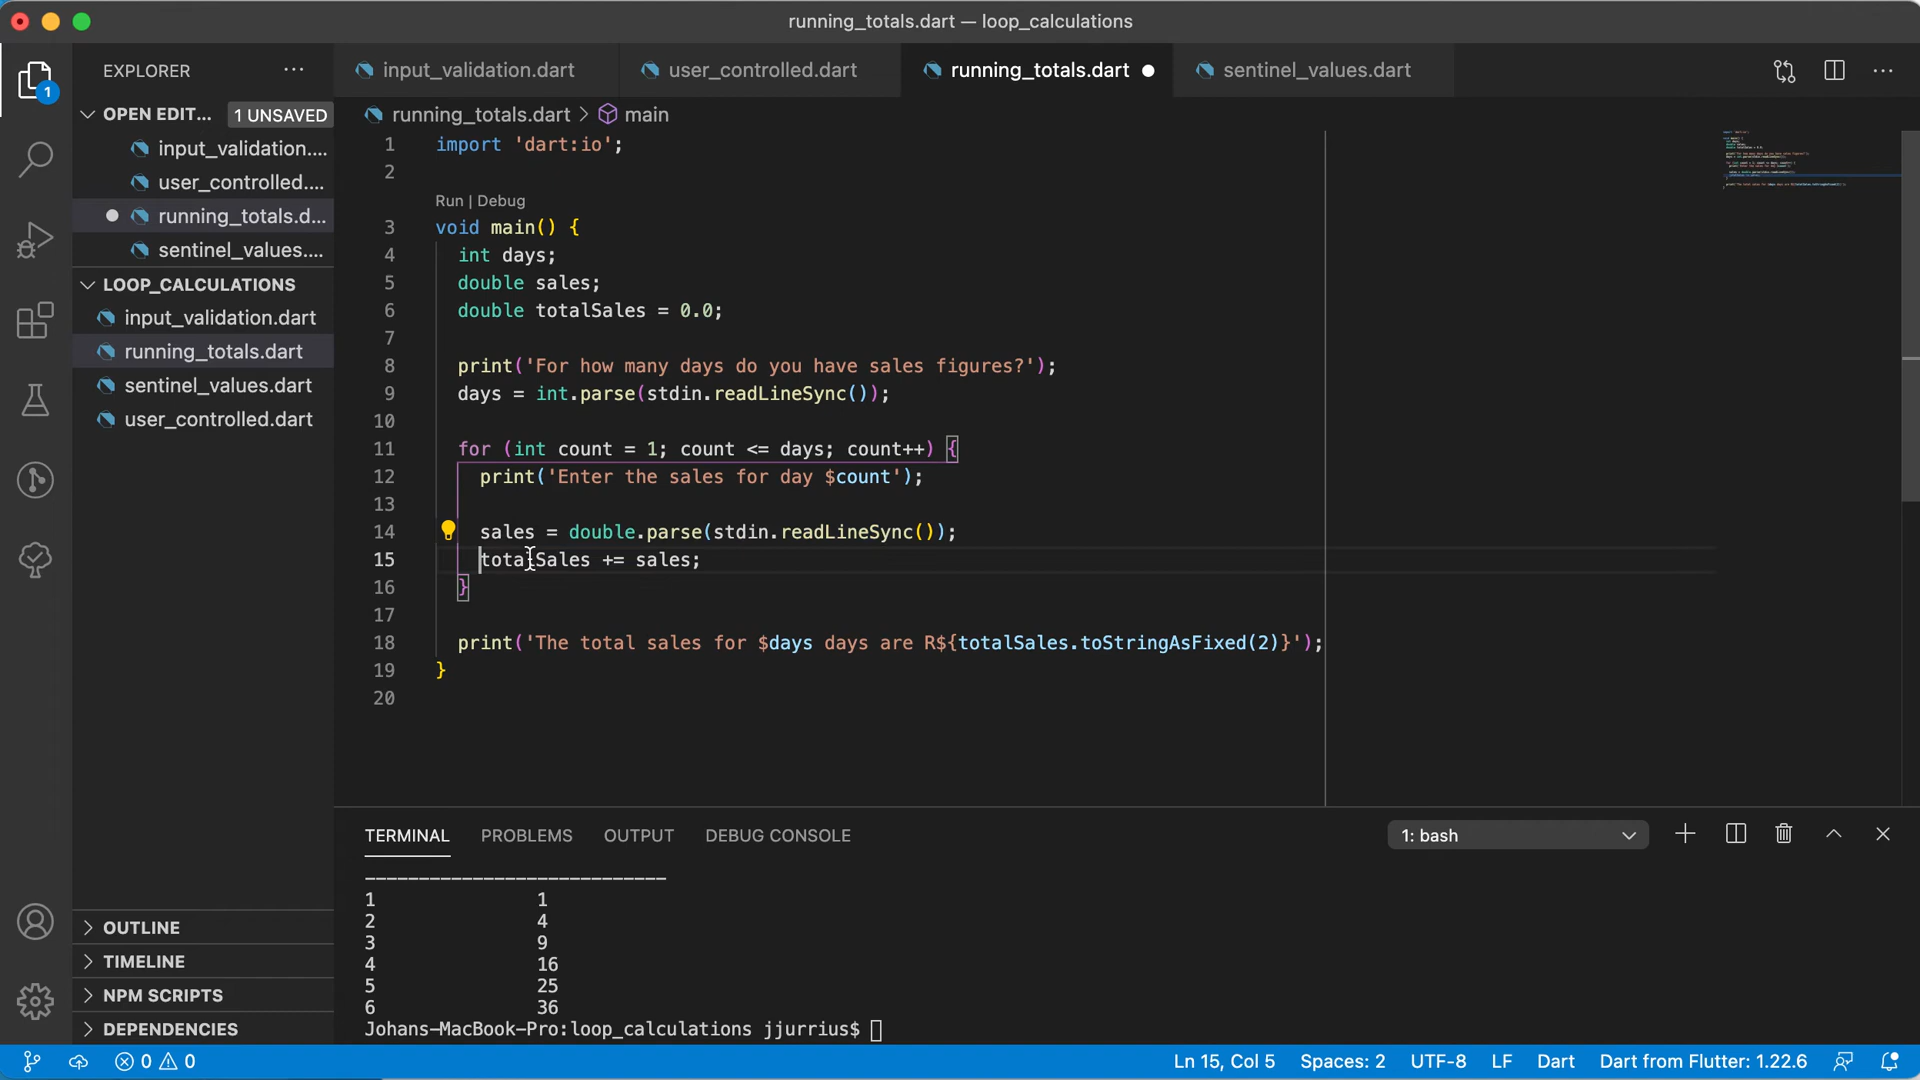 running_totals.dart — loop_calculations
EXPLORER
input_validation.dart
user_controlled.dart
running_totals.dart
sentinel_values.dart
1
OPEN EDIT...
1 UNSAVED
input_validation....
user_controlled....
running_totals.d...
sentinel_values....
LOOP_CALCULATIONS
input_validation.dart
running_totals.dart
sentinel_values.dart
user_controlled.dart
OUTLINE
TIMELINE
NPM SCRIPTS
DEPENDENCIES
running_totals.dart > main
1 import 'dart:io';
2
Run | Debug
3 void main() {
4 int days;
5 double sales;
6 double totalSales = 0.0;
7
8 print('For how many days do you have sales figures?');
9 days = int.parse(stdin.readLineSync());
10
11 for (int count = 1; count <= days; count++) {
12 print('Enter the sales for day $count');
13
14 sales = double.parse(stdin.readLineSync());
15 totalSales += sales;
16 }
17
18 print('The total sales for $days days are R${totalSales.toStringAsFixed(2)}');
19 }
20
TERMINAL
PROBLEMS
OUTPUT
DEBUG CONSOLE
1: bash
---------------------------
1 1
2 4
3 9
4 16
5 25
6 36
Johans-MacBook-Pro:loop_calculations jjurrius$
0 0
Ln 15, Col 5
Spaces: 2
UTF-8
LF
Dart
Dart from Flutter: 1.22.6